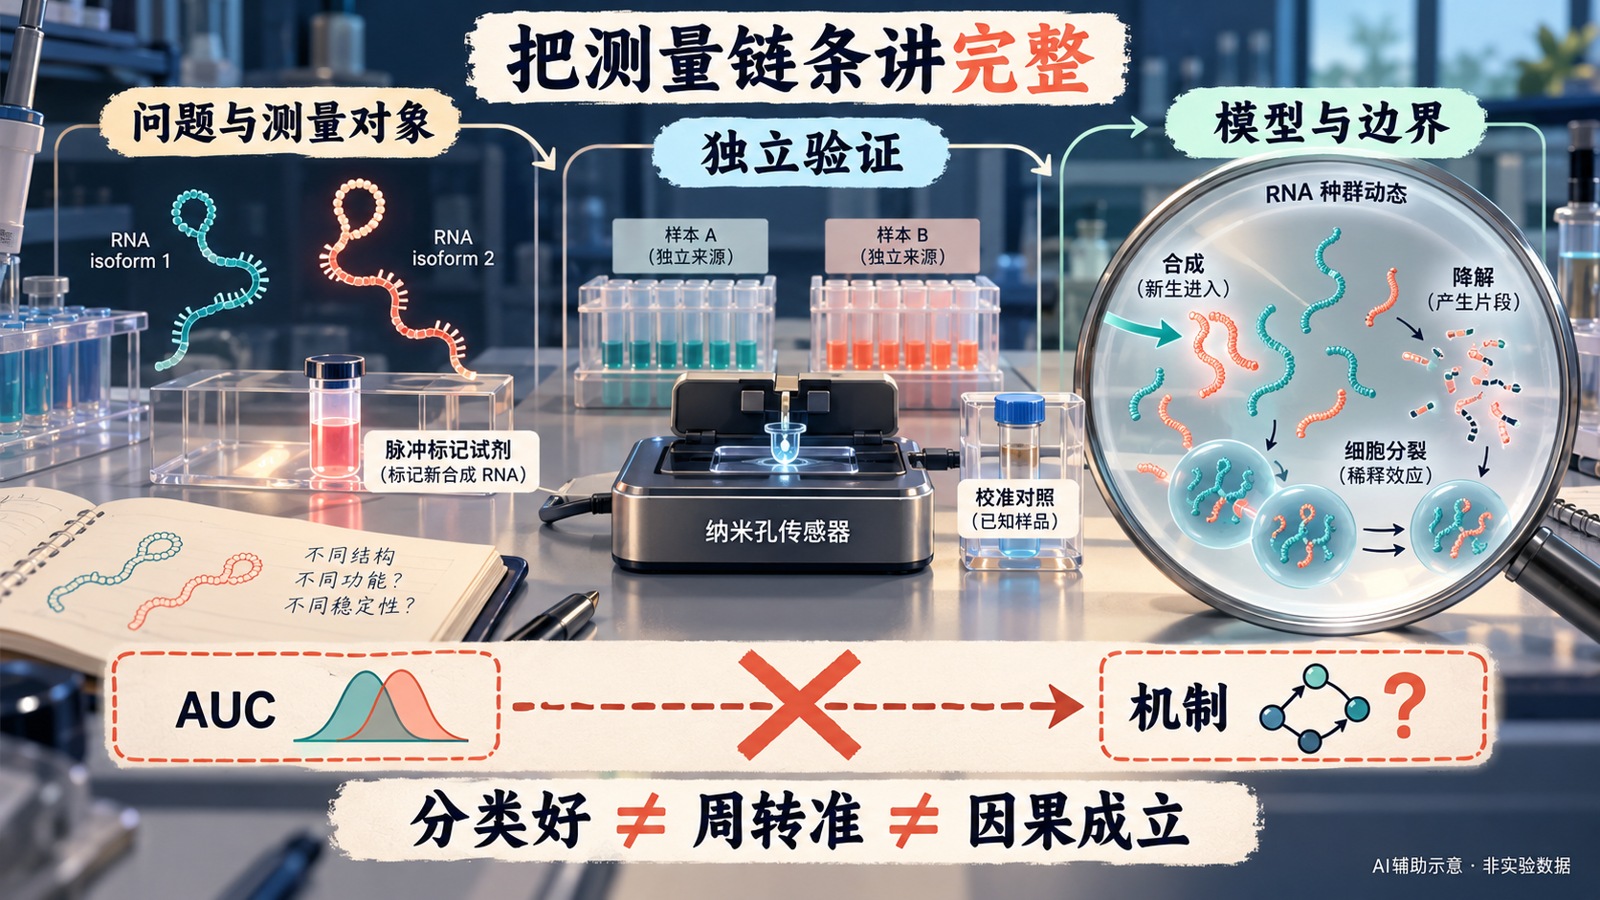 把测量链条讲完整
问题与测量对象
独立验证
模型与边界
RNA
isoform 1
RNA
isoform 2
脉冲标记试剂
（标记新合成 RNA）
不同结构
不同功能？
不同稳定性？
样本 A
（独立来源）
样本 B
（独立来源）
纳米孔传感器
校准对照
（已知样品）
RNA 种群动态
合成
（新生进入）
降解
（产生片段）
细胞分裂
（稀释效应）
AUC
机制
?
分类好 ≠ 周转准 ≠ 因果成立
AI辅助示意 · 非实验数据